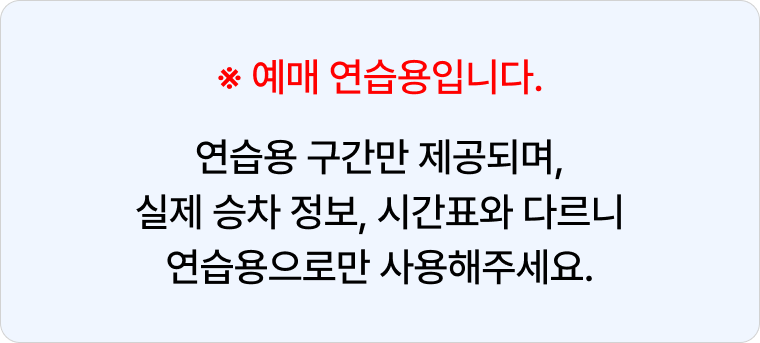 ※ 예매 연습용입니다.
연습용 구간만 제공되며,
실제 승차 정보, 시간표와 다르니
연습용으로만 사용해주세요.